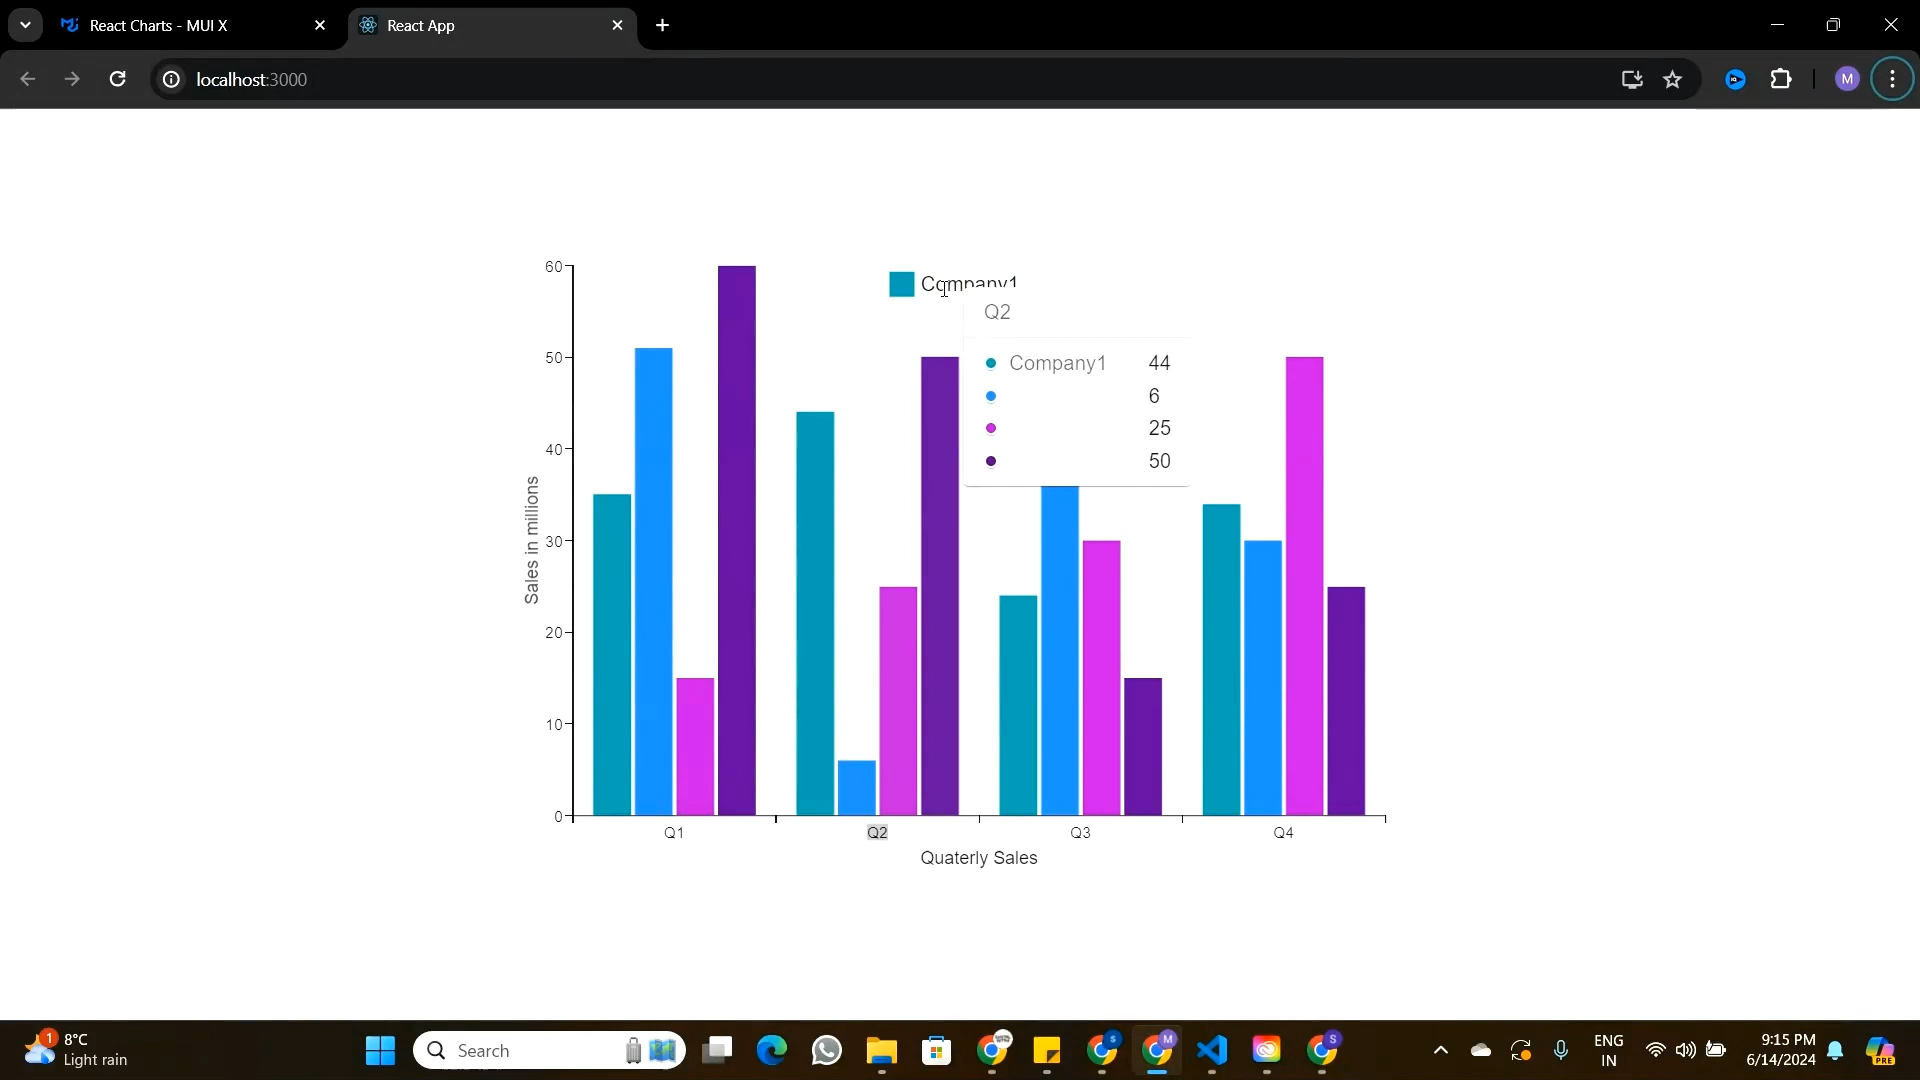 React Charts - MUI X
React App
localhost:3000
M
Company1
Q2
Company1 44
6
25
50
60
50
40
30
20
10
0
Sales in millions
Q1 Q2 Q3 Q4
Quaterly Sales
1
8°C
Light rain
Search
S
M
S
ENG
IN
9:15 PM
6/14/2024
PRE